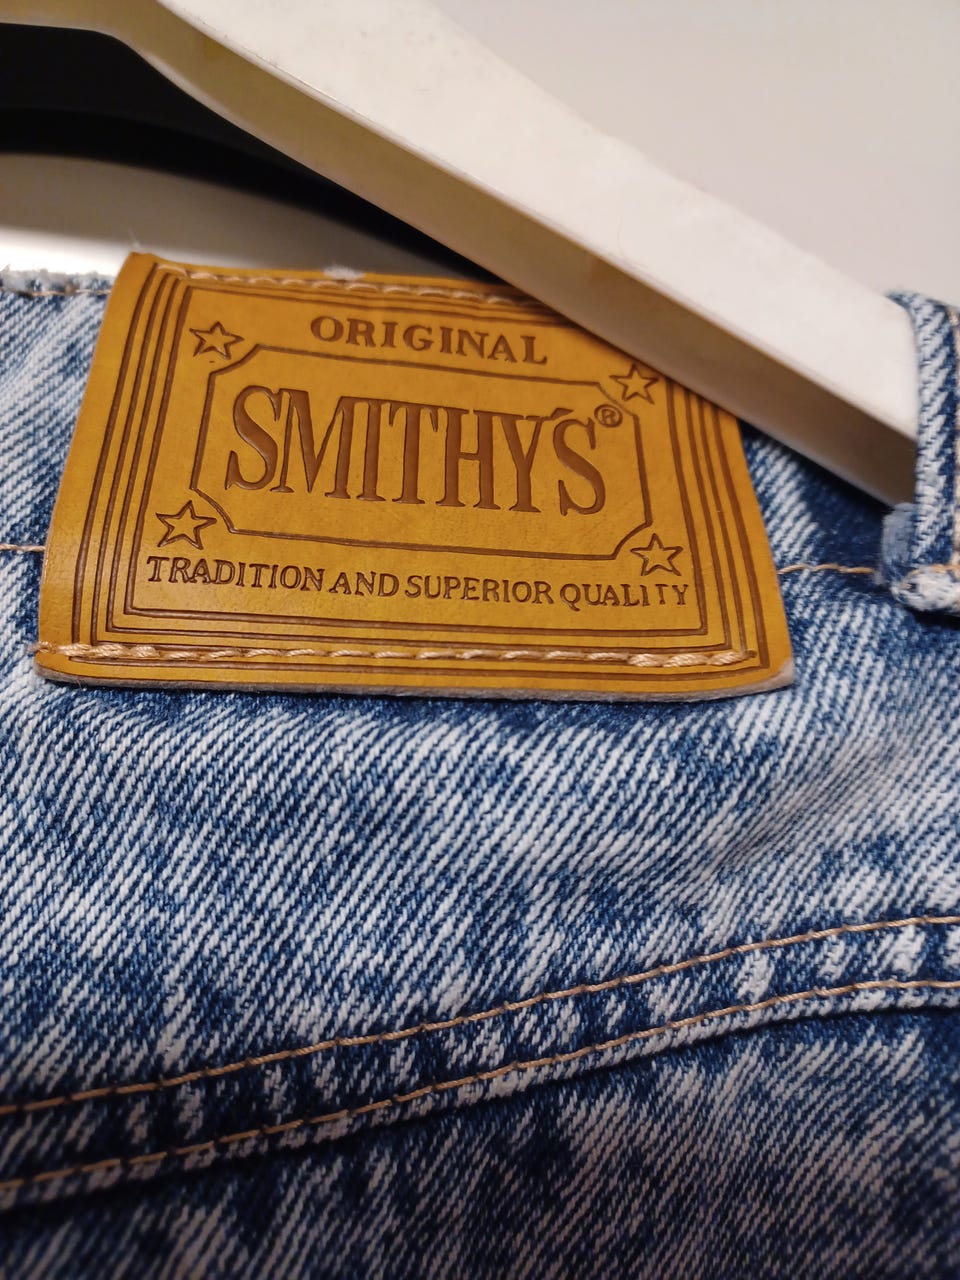 ORIGINAL
SMITHY'S®
TRADITION AND SUPERIOR QUALITY